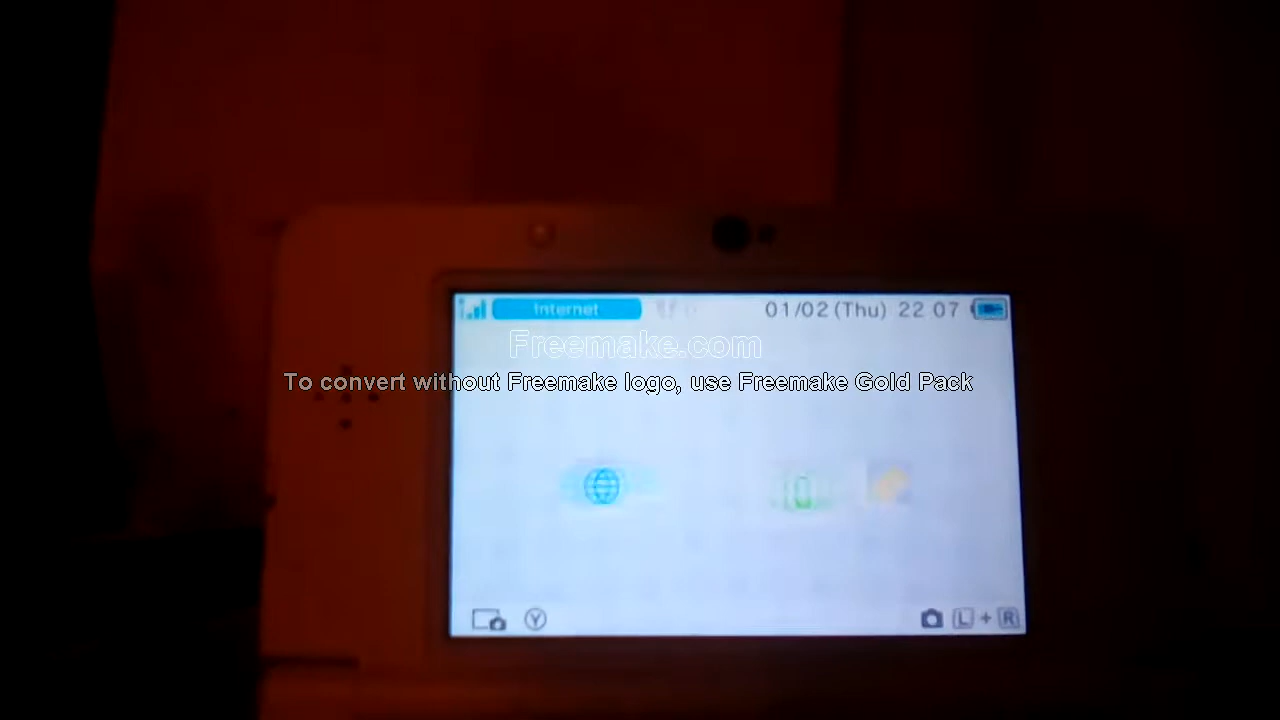 Internet
01/02 (Thu) 22 07
Freemake.com
To convert without Freemake logo, use Freemake Gold Pack
Y
L + R